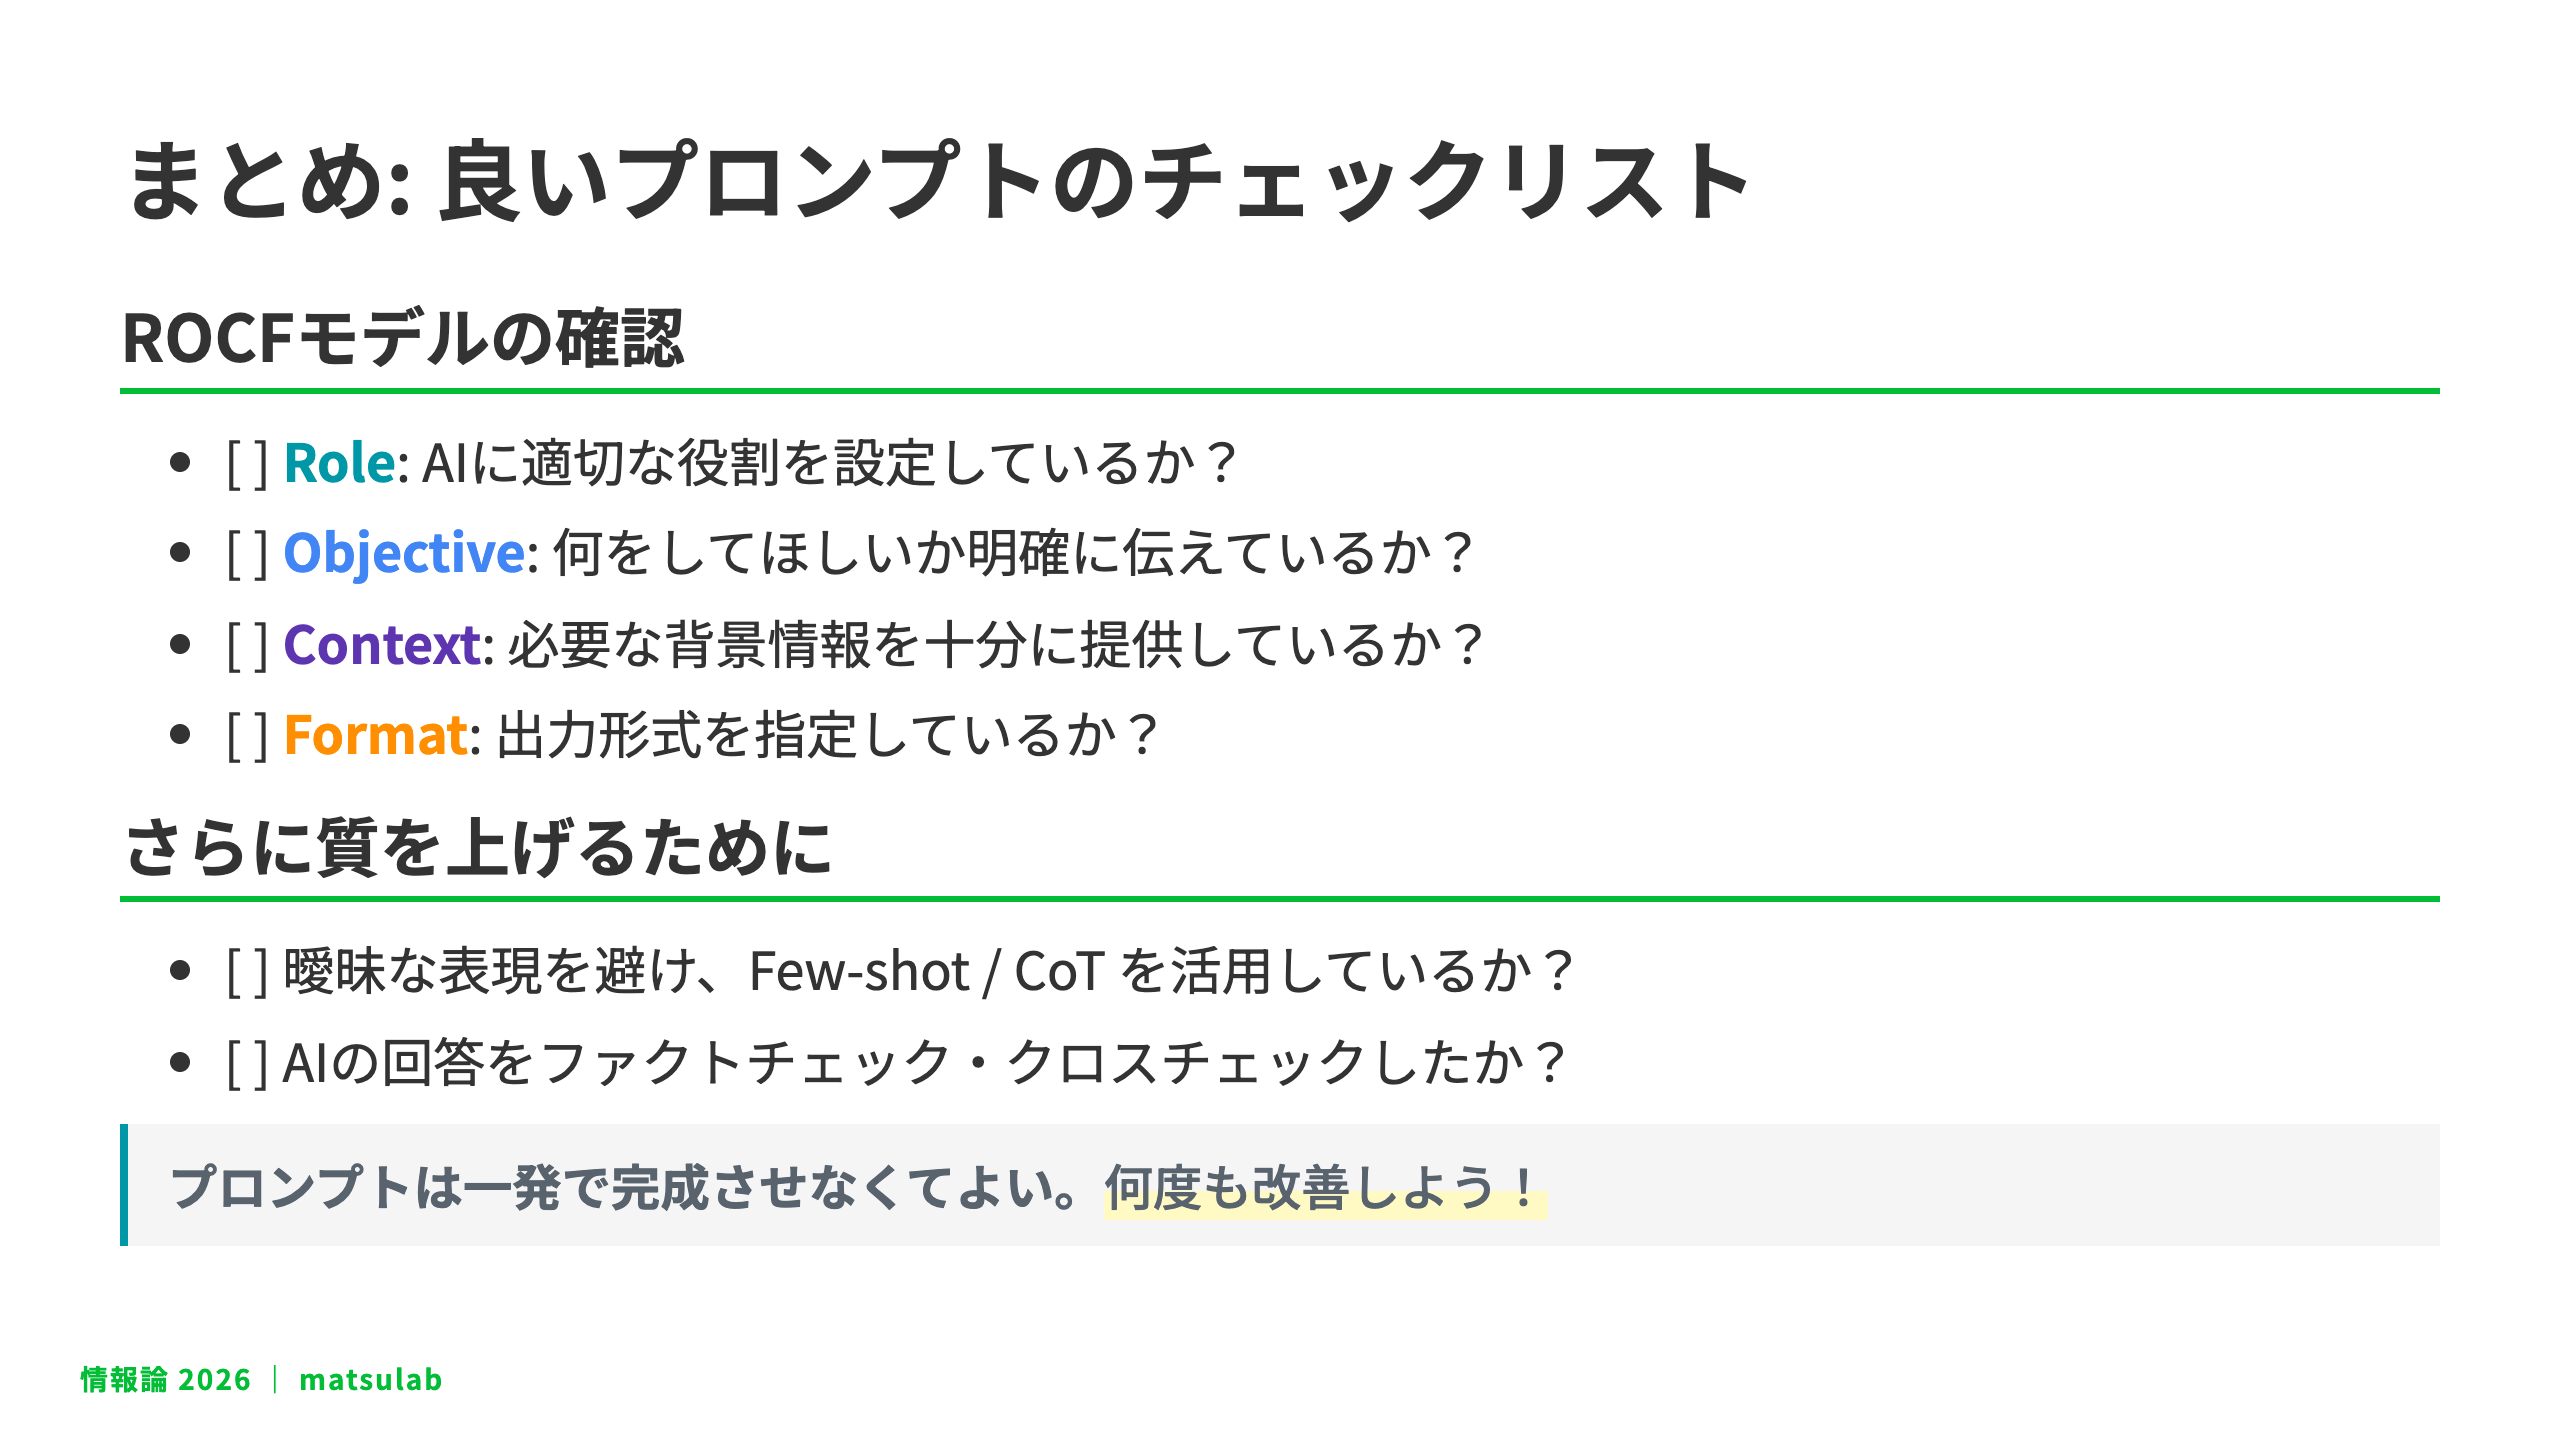 まとめ: 良いプロンプトのチェックリスト
ROCFモデルの確認
• [ ] Role: AIに適切な役割を設定しているか？
• [ ] Objective: 何をしてほしいか明確に伝えているか？
• [ ] Context: 必要な背景情報を十分に提供しているか？
• [ ] Format: 出力形式を指定しているか？
さらに質を上げるために
• [ ] 曖昧な表現を避け、Few-shot / CoT を活用しているか？
• [ ] AIの回答をファクトチェック・クロスチェックしたか？
プロンプトは一発で完成させなくてよい。何度も改善しよう！
情報論 2026 ｜ matsulab